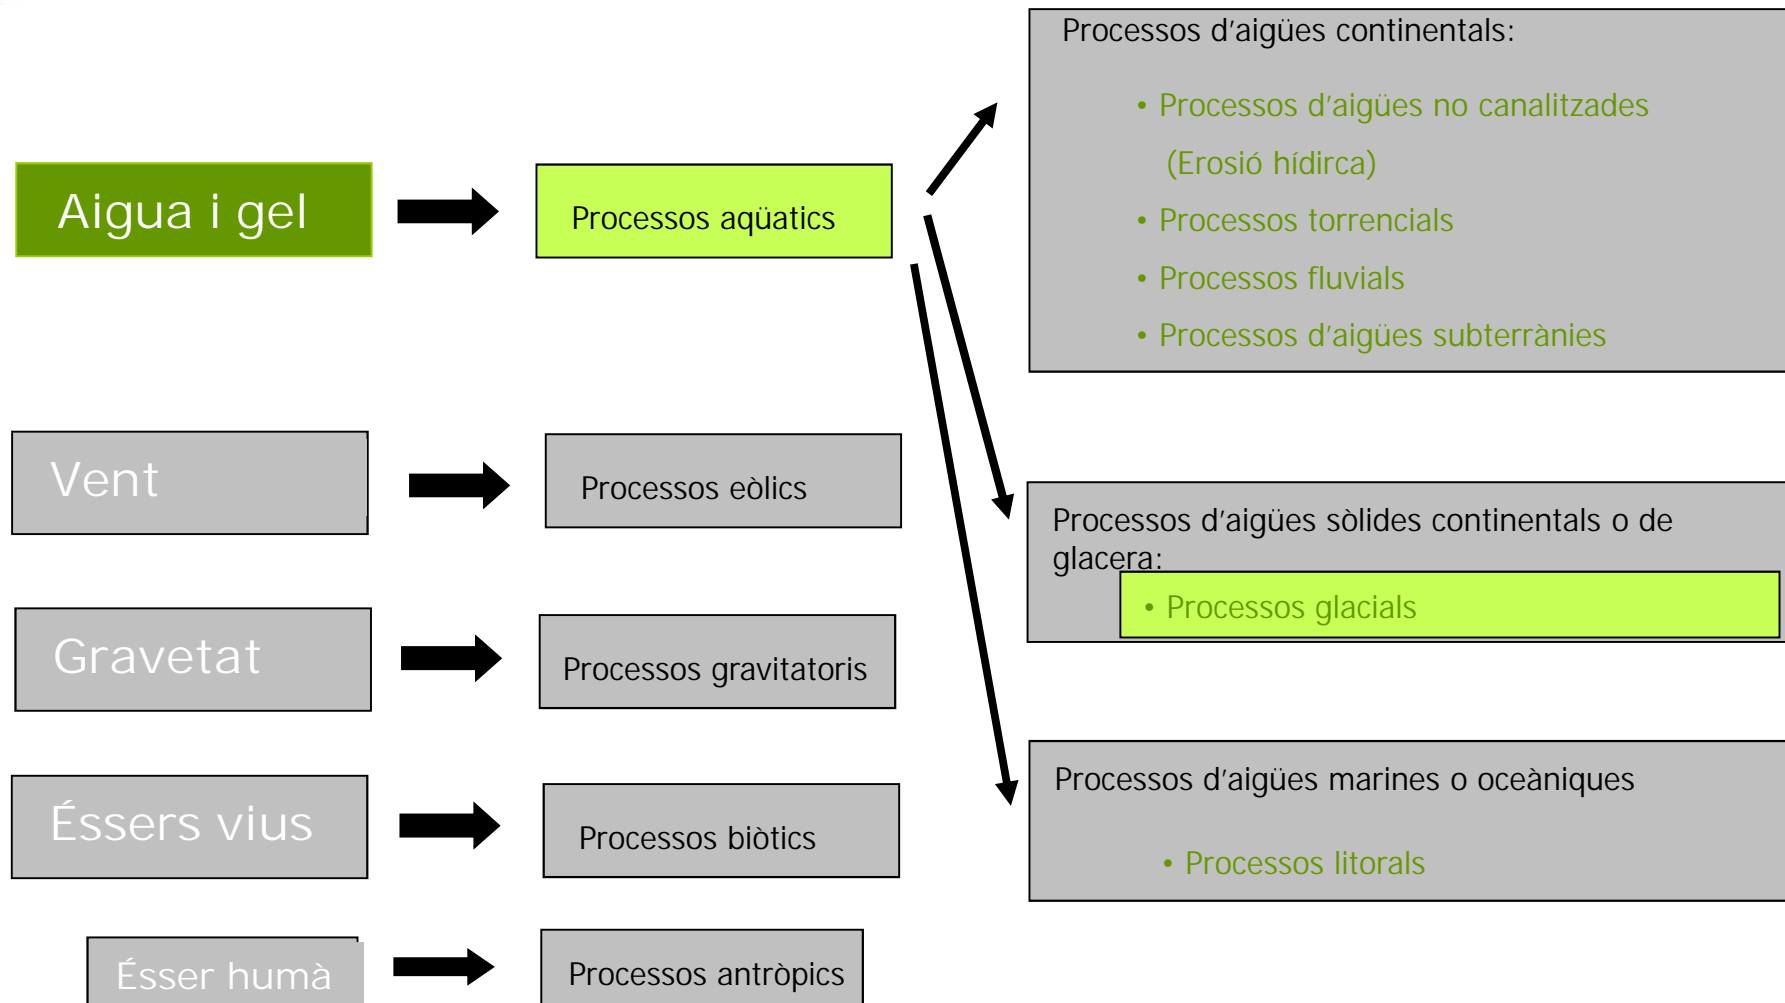 Aigua i gel
Processos aqüatics
Processos d'aigües continentals:
• Processos d'aigües no canalitzades
(Erosió hídirca)
• Processos torrencials
• Processos fluvials
• Processos d'aigües subterrànies
Vent
Processos eòlics
Processos d'aigües sòlides continentals o de
glacera:
• Processos glacials
Gravetat
Processos gravitatoris
Processos d'aigües marines o oceàniques
• Processos litorals
Éssers vius
Processos biòtics
Ésser humà
Processos antròpics